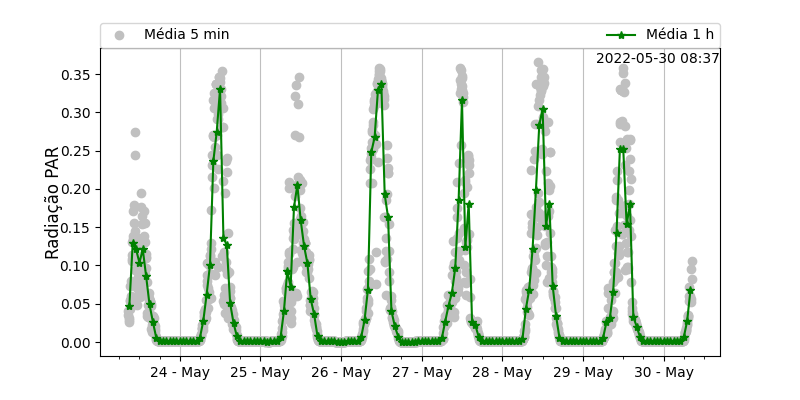 Média 5 min
Média 1 h
2022-05-30 08:37
Radiação PAR
0.35
0.30
0.25
0.20
0.15
0.10
0.05
0.00
24 - May
25 - May
26 - May
27 - May
28 - May
29 - May
30 - May